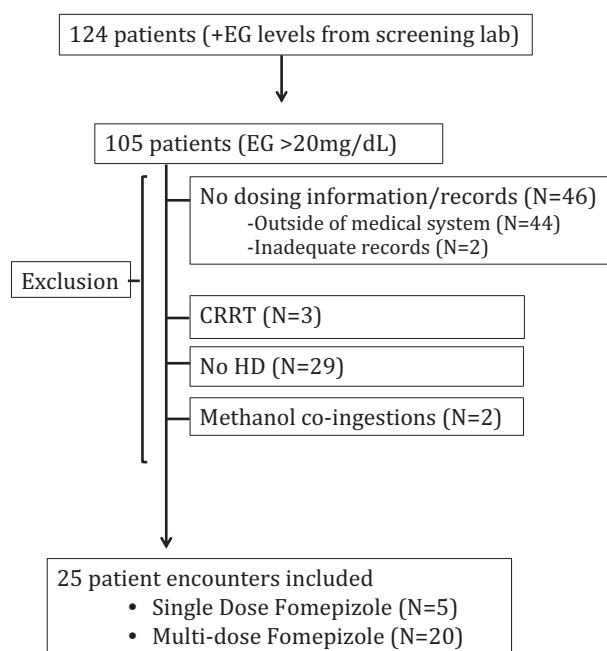 124 patients (+EG levels from screening lab)
105 patients (EG >20mg/dL)
No dosing information/records (N=46)
-Outside of medical system (N=44)
-Inadequate records (N=2)
Exclusion
CRRT (N=3)
No HD (N=29)
Methanol co-ingestions (N=2)
25 patient encounters included
• Single Dose Fomepizole (N=5)
• Multi-dose Fomepizole (N=20)